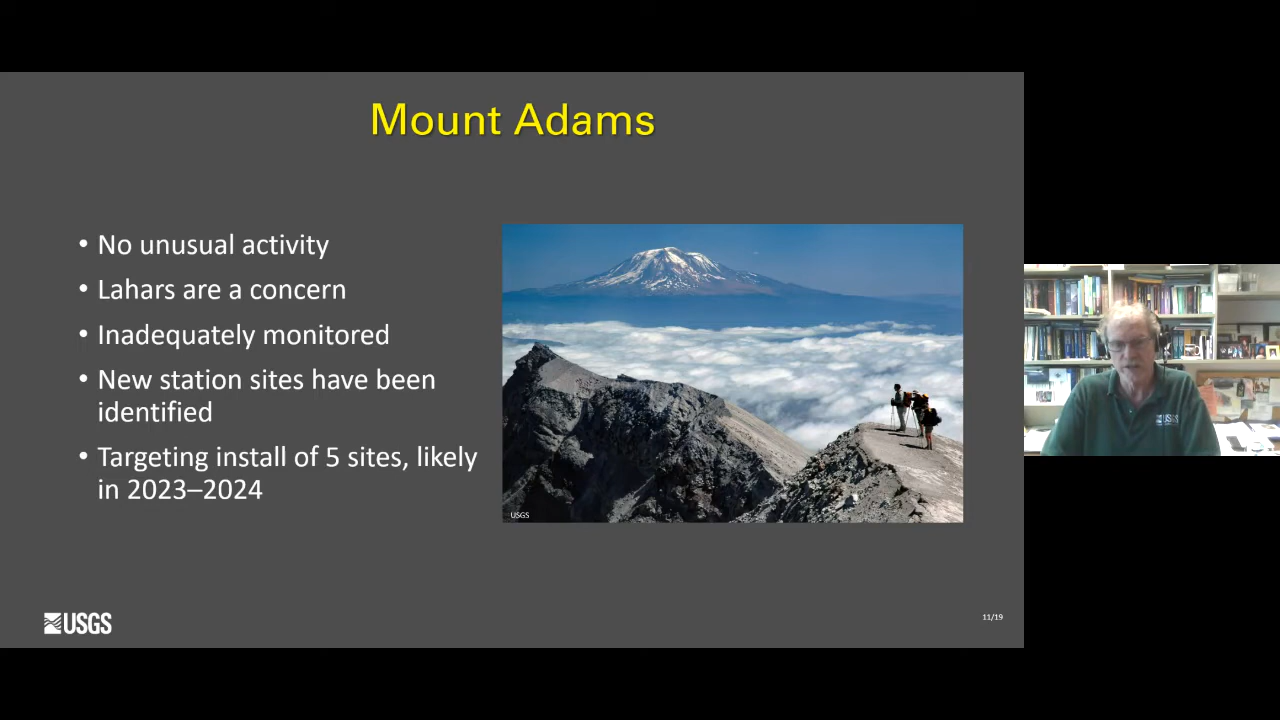 Mount Adams
• No unusual activity
• Lahars are a concern
• Inadequately monitored
• New station sites have been
identified
• Targeting install of 5 sites, likely
in 2023–2024
USGS
USGS
11/19
USGS